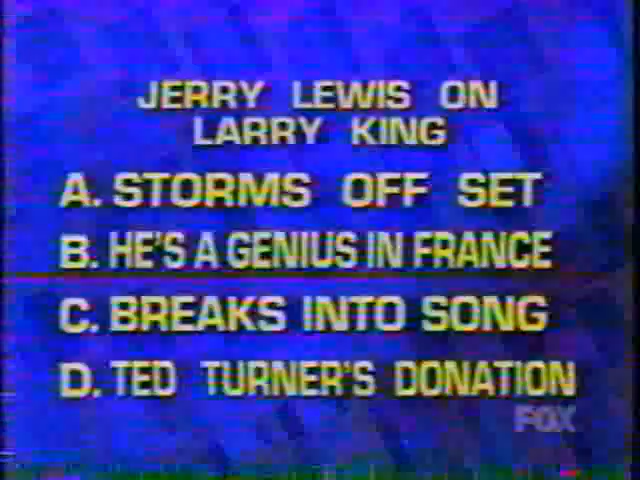 JERRY LEWIS ON
LARRY KING
A. STORMS OFF SET
B. HE'S A GENIUS IN FRANCE
C. BREAKS INTO SONG
D. TED TURNER'S DONATION
FOX